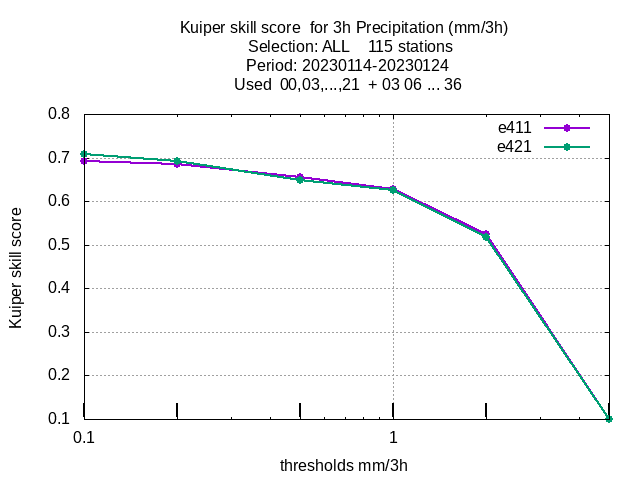 Kuiper skill score  for 3h Precipitation (mm/3h)
Selection: ALL    115 stations
Period: 20230114-20230124
Used  00,03,...,21  + 03 06 ... 36
e411
e421
0.8
0.7
0.6
0.5
0.4
0.3
0.2
0.1
Kuiper skill score
0.1
1
thresholds mm/3h